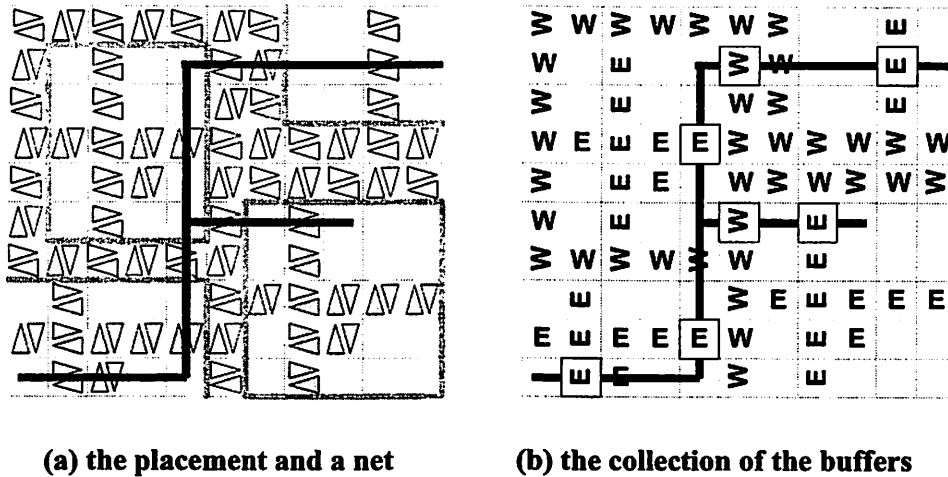 W W W W W W W E
W E W W E
W E W W E
W E E E E W W W W W W
W E E W W W W W W
W E W E
W W W W W W E
E W E E E E E
E E E E E W E E
E E W E
(a) the placement and a net (b) the collection of the buffers